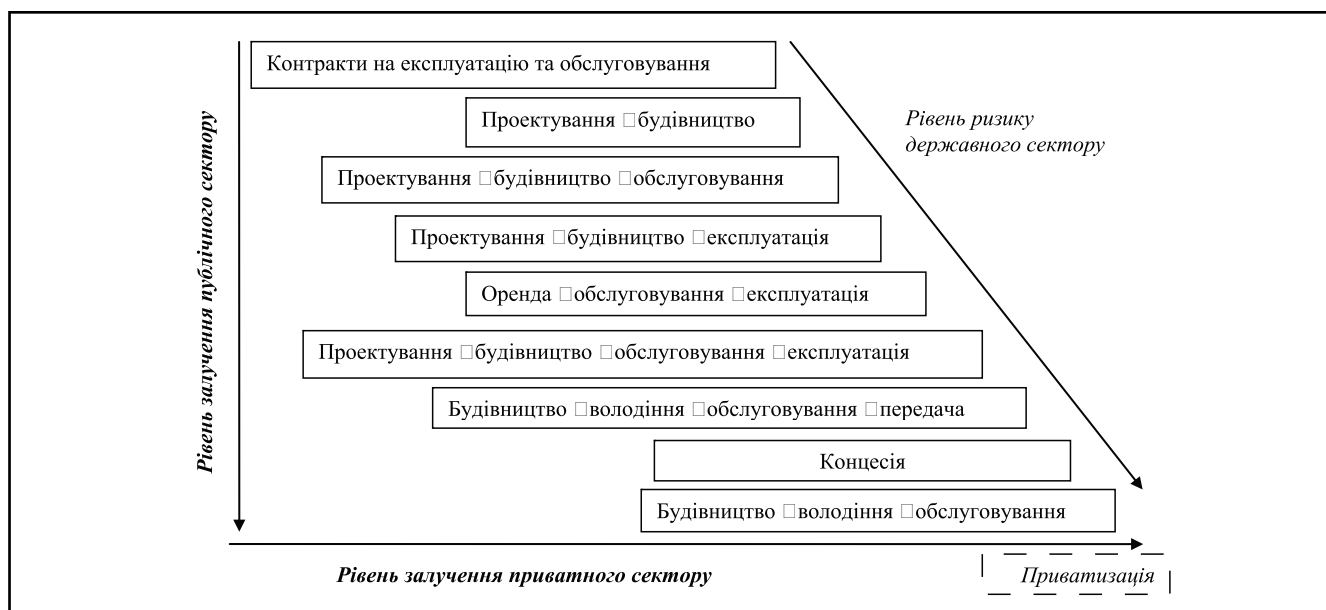 Контракти на експлуатацію та обслуговування
Проектування □будівництво
Рівень ризику
державного сектору
Проектування □будівництво □обслуговування
Проектування □будівництво □експлуатація
Оренда □обслуговування □експлуатація
Проектування □будівництво □обслуговування □експлуатація
Будівництво □володіння □обслуговування □передача
Концесія
Будівництво □володіння □обслуговування
Рівень залучення публічного сектору
Рівень залучення приватного сектору
Приватизація